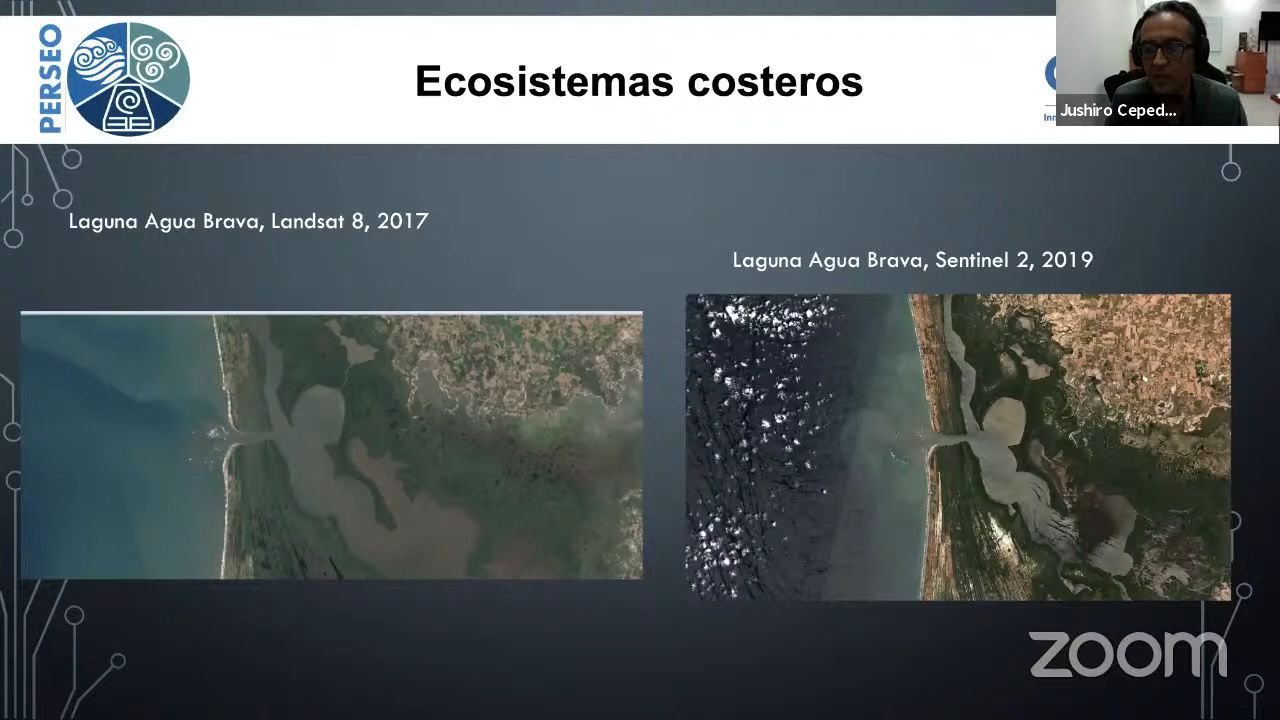 PERSEO
Ecosistemas costeros
Jushiro Ceped...
Laguna Agua Brava, Landsat 8, 2017
Laguna Agua Brava, Sentinel 2, 2019
zoom